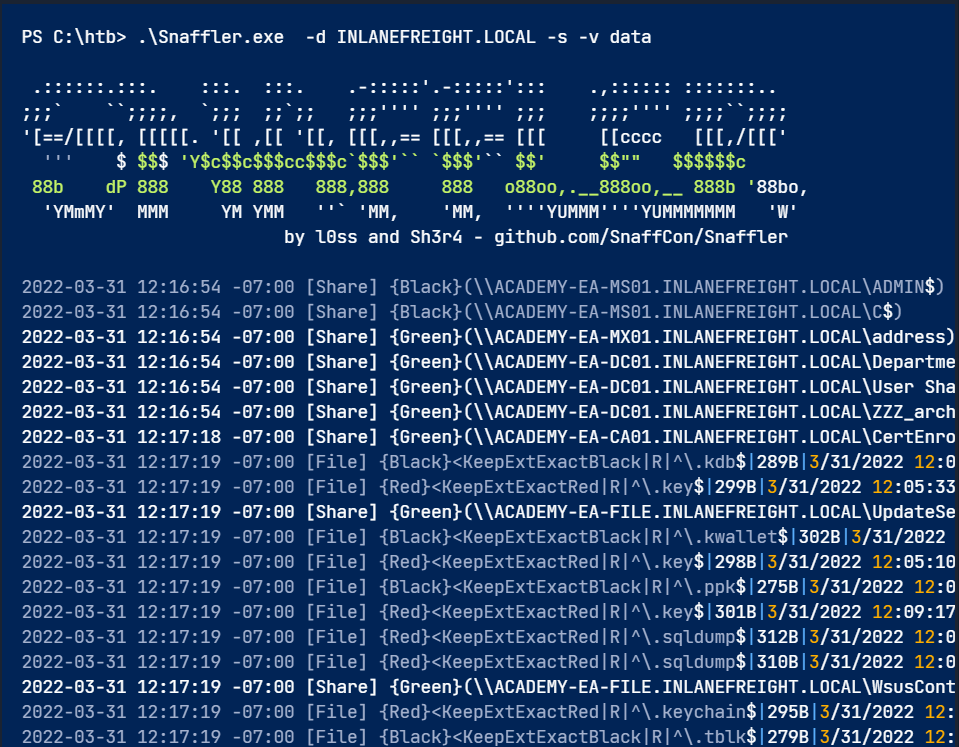 PS C:\htb> .\Snaffler.exe  -d INLANEFREIGHT.LOCAL -s -v data
 .::::::.:::.    :::.  :::.    .-:::::'.-:::::':::    .,:::::: :::::::..
;;;`    ``;;;;,  `;;;  ;;`;;   ;;;'''' ;;;'''' ;;;    ;;;;'''' ;;;;``;;;;
'[==/[[[[, [[[[[. '[[ ,[[ '[[, [[[,,== [[[,,== [[[     [[cccc   [[[,/[[['
  '''    $ $$$ 'Y$c$$c$$$cc$$$c`$$$'`` `$$$'`` $$'     $$""   $$$$$$c
 88b    dP 888    Y88 888   888,888     888   o88oo,.__888oo,__ 888b '88bo,
  'YMmMY'  MMM     YM YMM   ''` 'MM,    'MM,  ''''YUMMM''''YUMMMMMMM   'W'
by l0ss and Sh3r4 - github.com/SnaffCon/Snaffler
2022-03-31 12:16:54 -07:00 [Share] {Black}(\\ACADEMY-EA-MS01.INLANEFREIGHT.LOCAL\ADMIN$)
2022-03-31 12:16:54 -07:00 [Share] {Black}(\\ACADEMY-EA-MS01.INLANEFREIGHT.LOCAL\C$)
2022-03-31 12:16:54 -07:00 [Share] {Green}(\\ACADEMY-EA-MX01.INLANEFREIGHT.LOCAL\address)
2022-03-31 12:16:54 -07:00 [Share] {Green}(\\ACADEMY-EA-DC01.INLANEFREIGHT.LOCAL\Departme
2022-03-31 12:16:54 -07:00 [Share] {Green}(\\ACADEMY-EA-DC01.INLANEFREIGHT.LOCAL\User Sha
2022-03-31 12:16:54 -07:00 [Share] {Green}(\\ACADEMY-EA-DC01.INLANEFREIGHT.LOCAL\ZZZ_arch
2022-03-31 12:17:18 -07:00 [Share] {Green}(\\ACADEMY-EA-CA01.INLANEFREIGHT.LOCAL\CertEnro
2022-03-31 12:17:19 -07:00 [File] {Black}<KeepExtExactBlack|R|^\.kdb$|289B|3/31/2022 12:0
2022-03-31 12:17:19 -07:00 [File] {Red}<KeepExtExactRed|R|^\.key$|299B|3/31/2022 12:05:33
2022-03-31 12:17:19 -07:00 [Share] {Green}(\\ACADEMY-EA-FILE.INLANEFREIGHT.LOCAL\UpdateSe
2022-03-31 12:17:19 -07:00 [File] {Black}<KeepExtExactBlack|R|^\.kwallet$|302B|3/31/2022
2022-03-31 12:17:19 -07:00 [File] {Red}<KeepExtExactRed|R|^\.key$|298B|3/31/2022 12:05:10
2022-03-31 12:17:19 -07:00 [File] {Black}<KeepExtExactBlack|R|^\.ppk$|275B|3/31/2022 12:0
2022-03-31 12:17:19 -07:00 [File] {Red}<KeepExtExactRed|R|^\.key$|301B|3/31/2022 12:09:17
2022-03-31 12:17:19 -07:00 [File] {Red}<KeepExtExactRed|R|^\.sqldump$|312B|3/31/2022 12:0
2022-03-31 12:17:19 -07:00 [File] {Red}<KeepExtExactRed|R|^\.sqldump$|310B|3/31/2022 12:0
2022-03-31 12:17:19 -07:00 [Share] {Green}(\\ACADEMY-EA-FILE.INLANEFREIGHT.LOCAL\WsusCont
2022-03-31 12:17:19 -07:00 [File] {Red}<KeepExtExactRed|R|^\.keychain$|295B|3/31/2022 12:
2022-03-31 12:17:19 -07:00 [File] {Black}<KeepExtExactBlack|R|^\.tblk$|279B|3/31/2022 12: